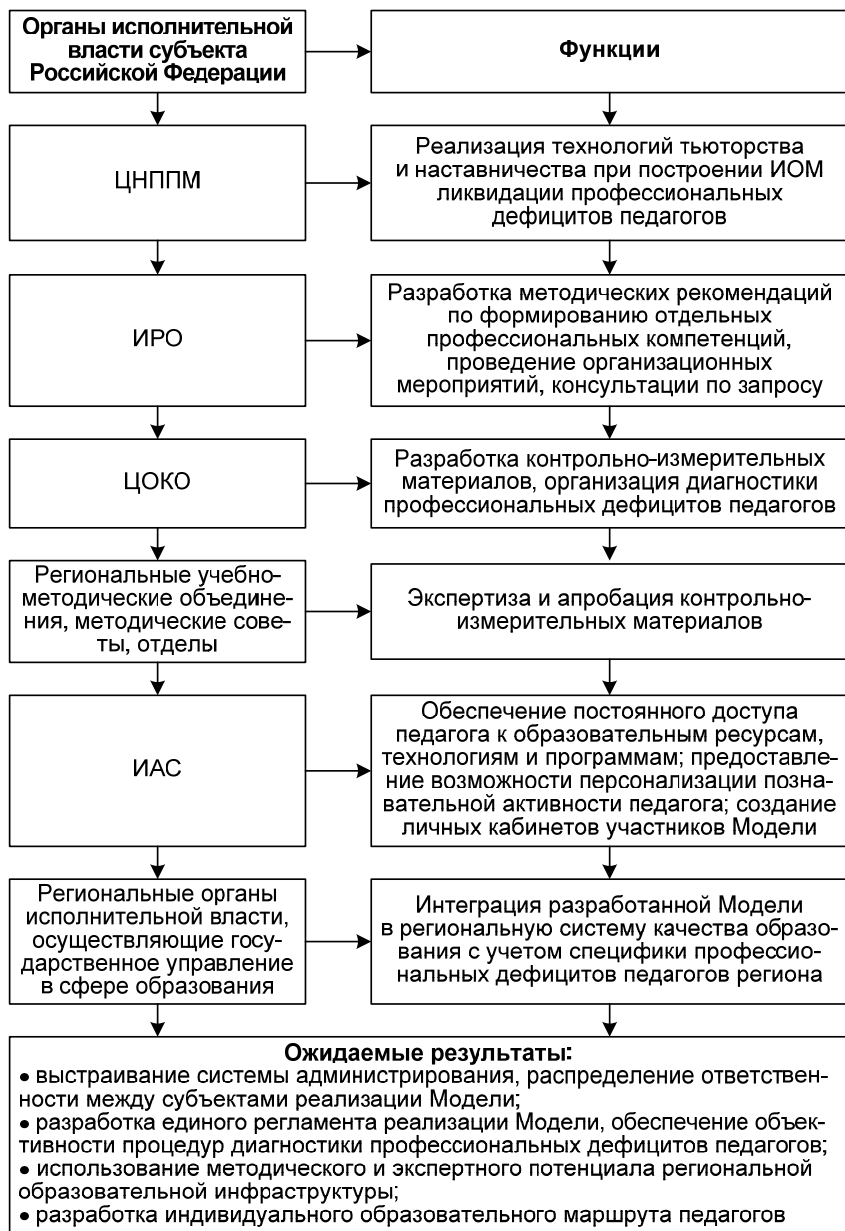 Органы исполнительной
власти субъекта
Российской Федерации
Функции
ЦНППМ
Реализация технологий тьюторства
и наставничества при построении ИОМ
ликвидации профессиональных
дефицитов педагогов
ИРО
Разработка методических рекомендаций
по формированию отдельных
профессиональных компетенций,
проведение организационных
мероприятий, консультации по запросу
ЦОКО
Разработка контрольно-измерительных
материалов, организация диагностики
профессиональных дефицитов педагогов
Региональные учебно-
методические объедине-
ния, методические сове-
ты, отделы
Экспертиза и апробация контрольно-
измерительных материалов
ИАС
Обеспечение постоянного доступа
педагога к образовательным ресурсам,
технологиям и программам; предоставле-
ние возможности персонализации позна-
вательной активности педагога; создание
личных кабинетов участников Модели
Региональные органы
исполнительной власти,
осуществляющие госу-
дарственное управление
в сфере образования
Интеграция разработанной Модели
в региональную систему качества образо-
вания с учетом специфики профессио-
нальных дефицитов педагогов региона
Ожидаемые результаты:
• выстраивание системы администрирования, распределение ответствен-
ности между субъектами реализации Модели;
• разработка единого регламента реализации Модели, обеспечение объек-
тивности процедур диагностики профессиональных дефицитов педагогов;
• использование методического и экспертного потенциала региональной
образовательной инфраструктуры;
• разработка индивидуального образовательного маршрута педагогов